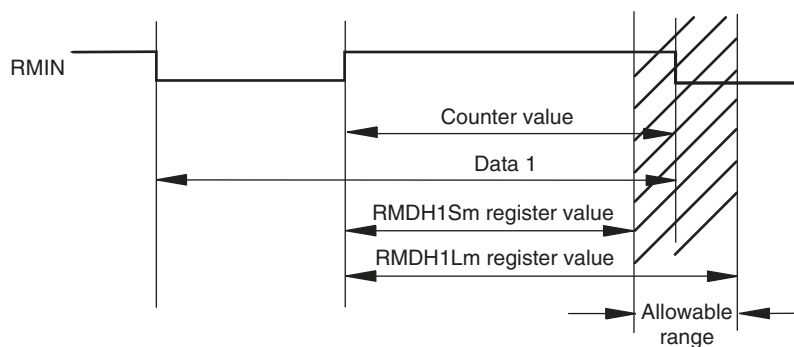 RMIN
Counter value
Data 1
RMDH1Sm register value
RMDH1Lm register value
Allowable
range